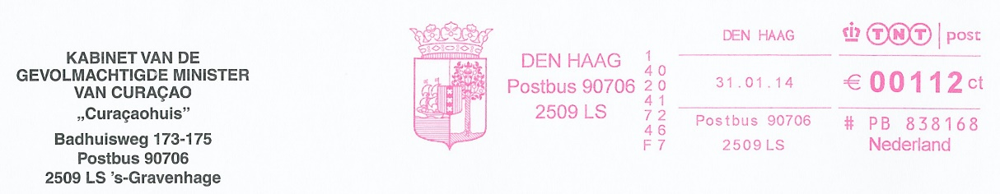 KABINET VAN DE
GEVOLMACHTIGDE MINISTER
VAN CURAÇAO
„Curaçaohuis”
Badhuisweg 173-175
Postbus 90706
2509 LS 's-Gravenhage
DEN HAAG
Postbus 90706
2509 LS
1
40
20
41
72
46
F7
DEN HAAG
31.01.14
Postbus 90706
2509 LS
TNT post
€ 00112 ct
# PB 838168
Nederland